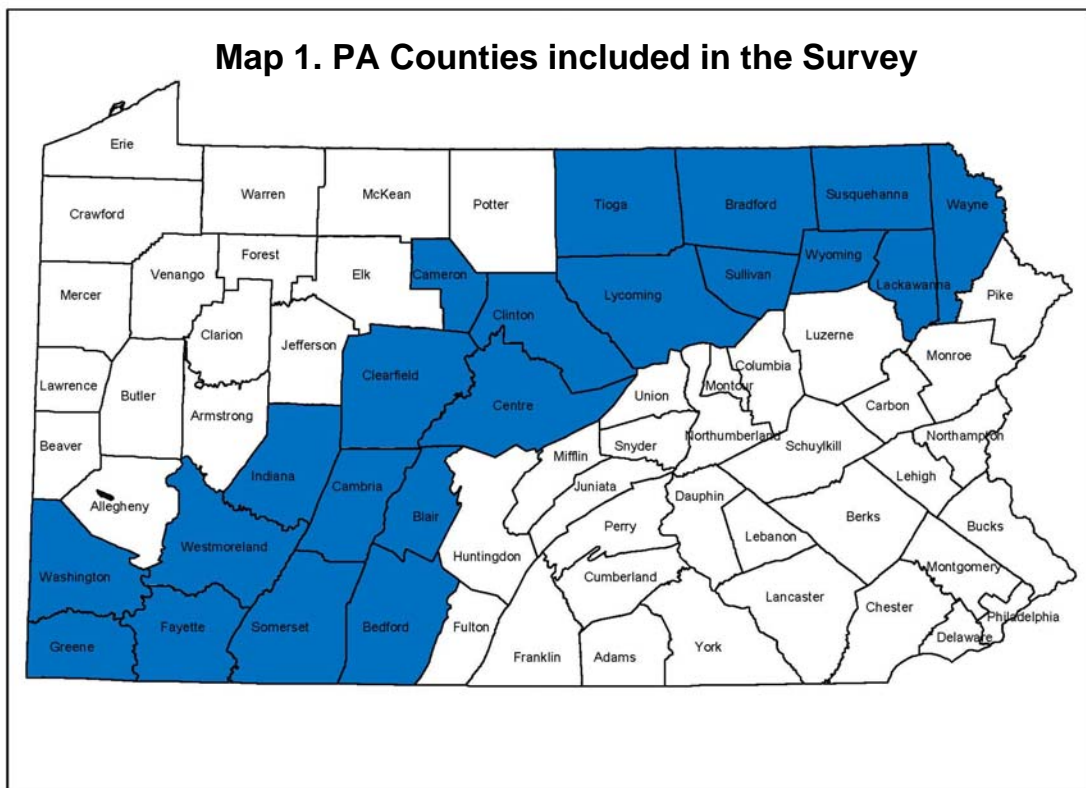 Map 1. PA Counties included in the Survey
Erie
Crawford
Warren
McKean
Potter
Tioga
Bradford
Susquehanna
Wayne
Mercer
Venango
Forest
Elk
Cameron
Clinton
Lycoming
Sullivan
Wyoming
Lackawanna
Pike
Lawrence
Butler
Clarion
Jefferson
Clearfield
Centre
Union
Montour
Columbia
Luzerne
Monroe
Beaver
Armstrong
Indiana
Cambria
Blair
Mifflin
Snyder
Northumberland
Schuylkill
Carbon
Northampton
Allegheny
Westmoreland
Huntingdon
Juniata
Perry
Dauphin
Lebanon
Berks
Lehigh
Bucks
Washington
Greene
Fayette
Somerset
Bedford
Fulton
Franklin
Cumberland
Adams
York
Lancaster
Chester
Montgomery
Philadelphia
Delaware